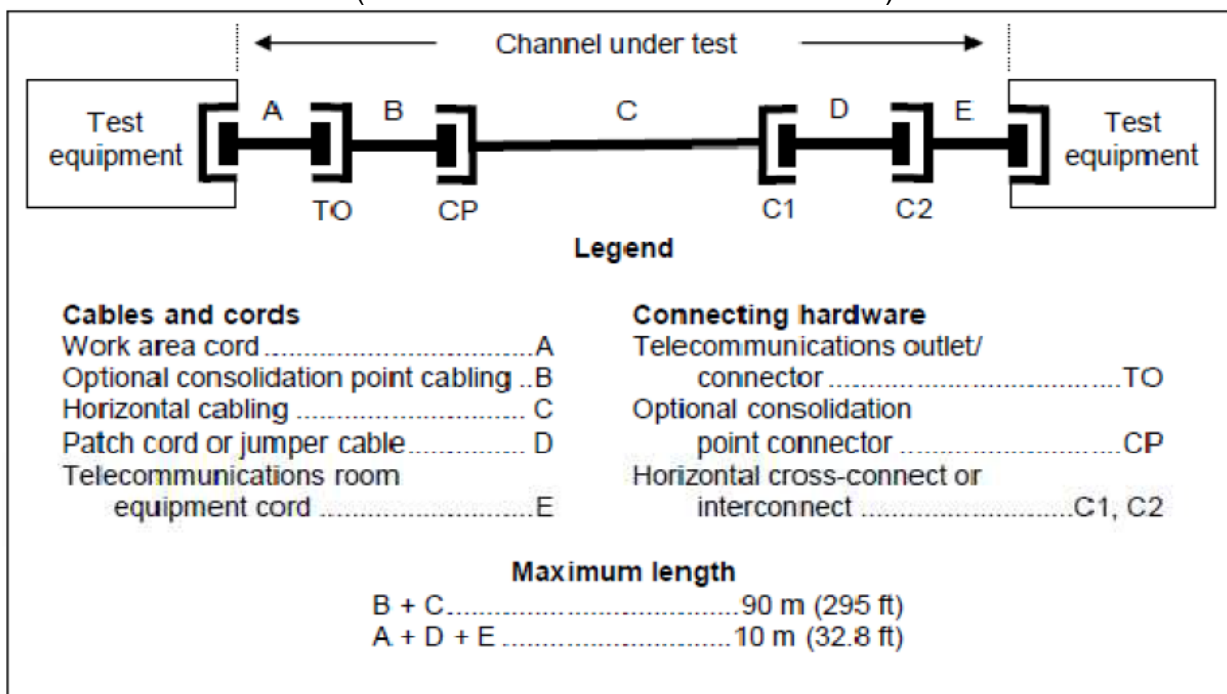 Channel under test
Test
equipment
A
B
C
D
E
Test
equipment
TO
CP
C1
C2
Legend
Cables and cords
Work area cord....................................A
Optional consolidation point cabling ..B
Horizontal cabling ............................... C
Patch cord or jumper cable.................. D
Telecommunications room
equipment cord ............................E
Connecting hardware
Telecommunications outlet/
connector ......................................TO
Optional consolidation
point connector ..............................CP
Horizontal cross-connect or
interconnect ...........................C1, C2
Maximum length
B + C.......................................90 m (295 ft)
A + D + E ..............................10 m (32.8 ft)